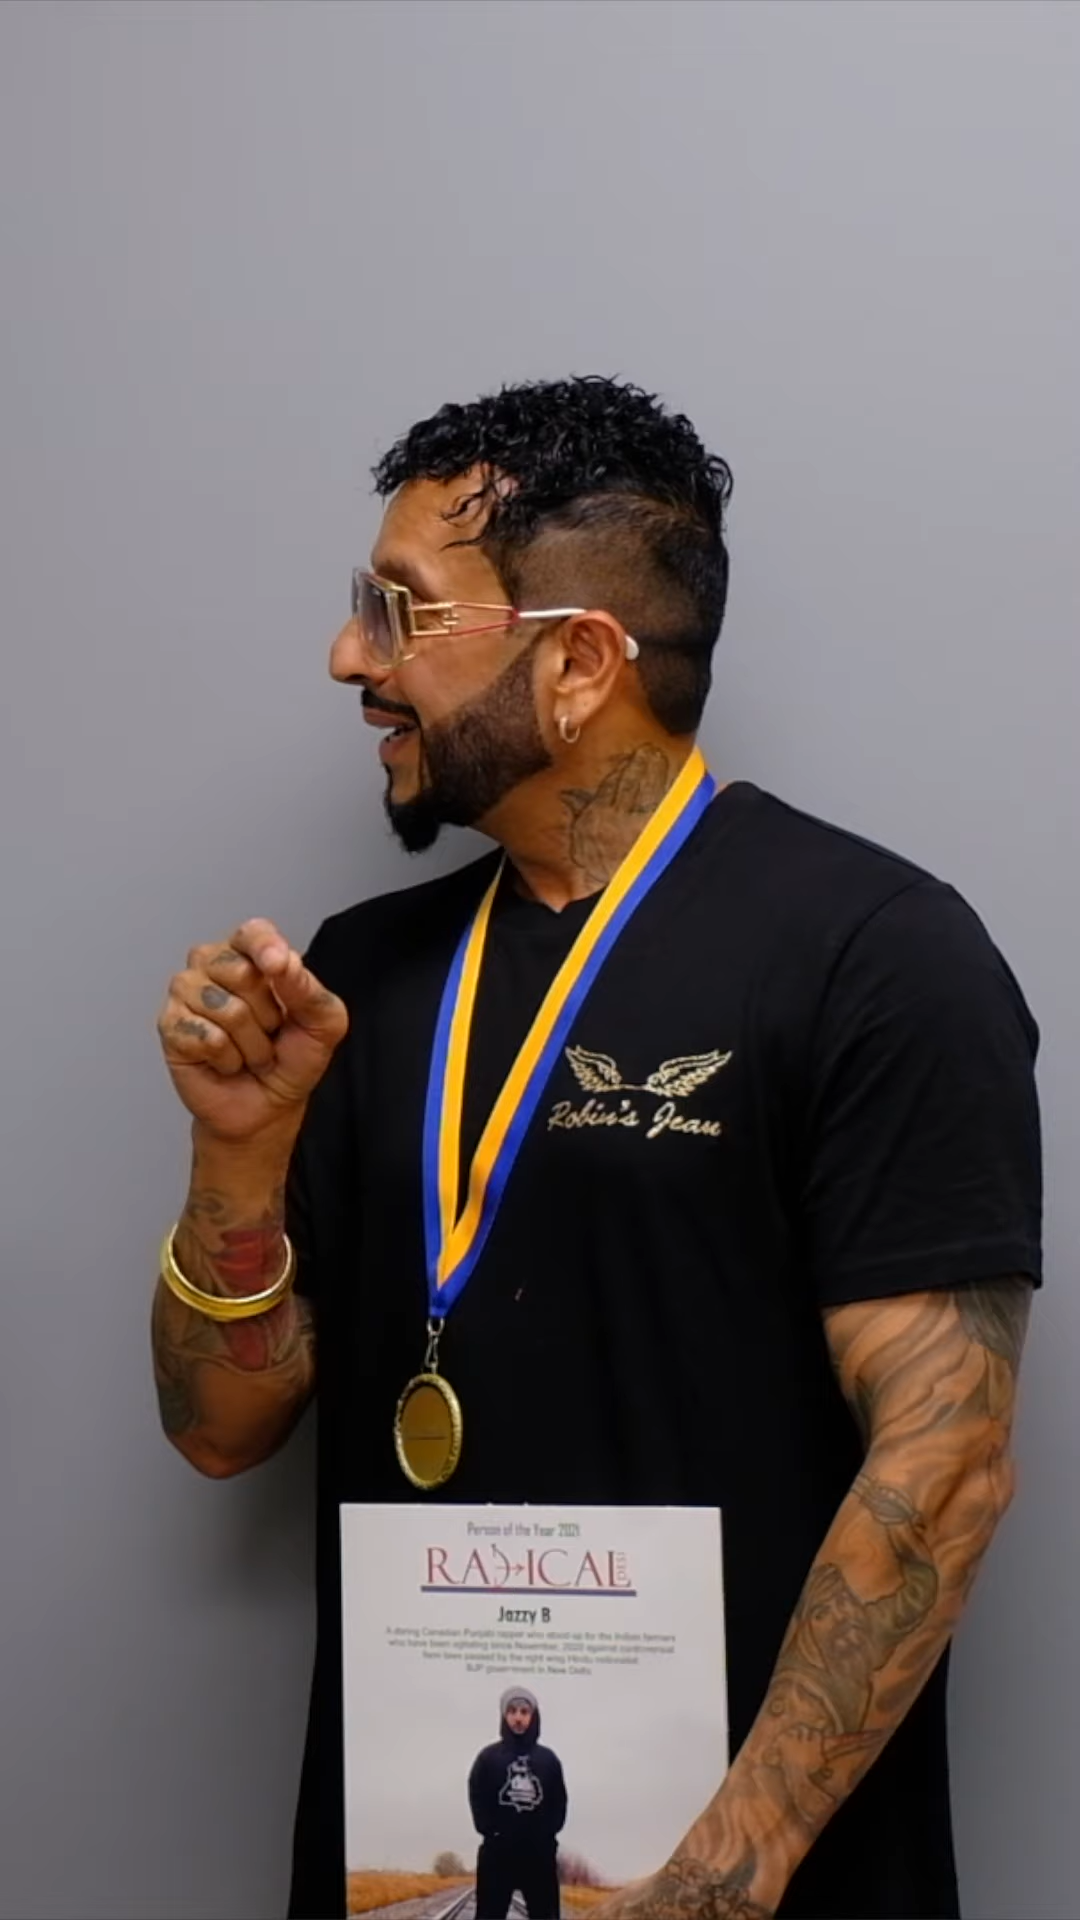 Robin's Jean
Person of the Year 2021
RADICAL
DESI
Jazzy B
A daring Canadian Punjabi rapper who stood up for the Indian farmers
who have been agitating since November, 2020 against controversial
farm laws passed by the right wing Hindu nationalist
BJP government in New Delhi